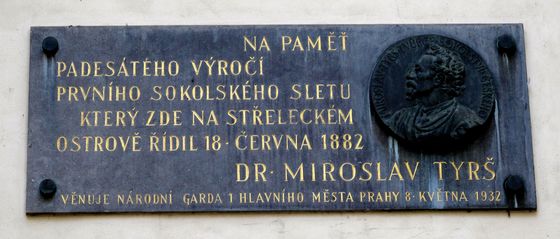 NA PAMĚŤ
PADESÁTÉHO VÝROČÍ
PRVNÍHO SOKOLSKÉHO SLETU
KTERÝ ZDE NA STŘELECKÉM
OSTROVĚ ŘÍDIL 18· ČERVNA 1882
DR· MIROSLAV TYRŠ
VĚNUJE NÁRODNÍ GARDA 1 HLAVNÍHO MĚSTA PRAHY 8· KVĚTNA 1932